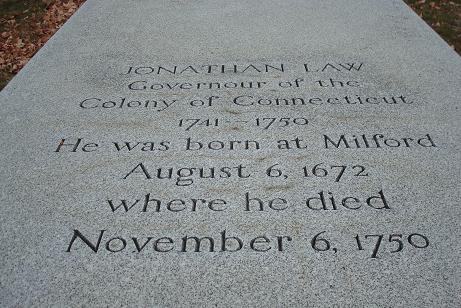 JONATHAN LAW
Governour of the
Colony of Connecticut
1741 - 1750
He was born at Milford
August 6, 1672
where he died
November 6, 1750